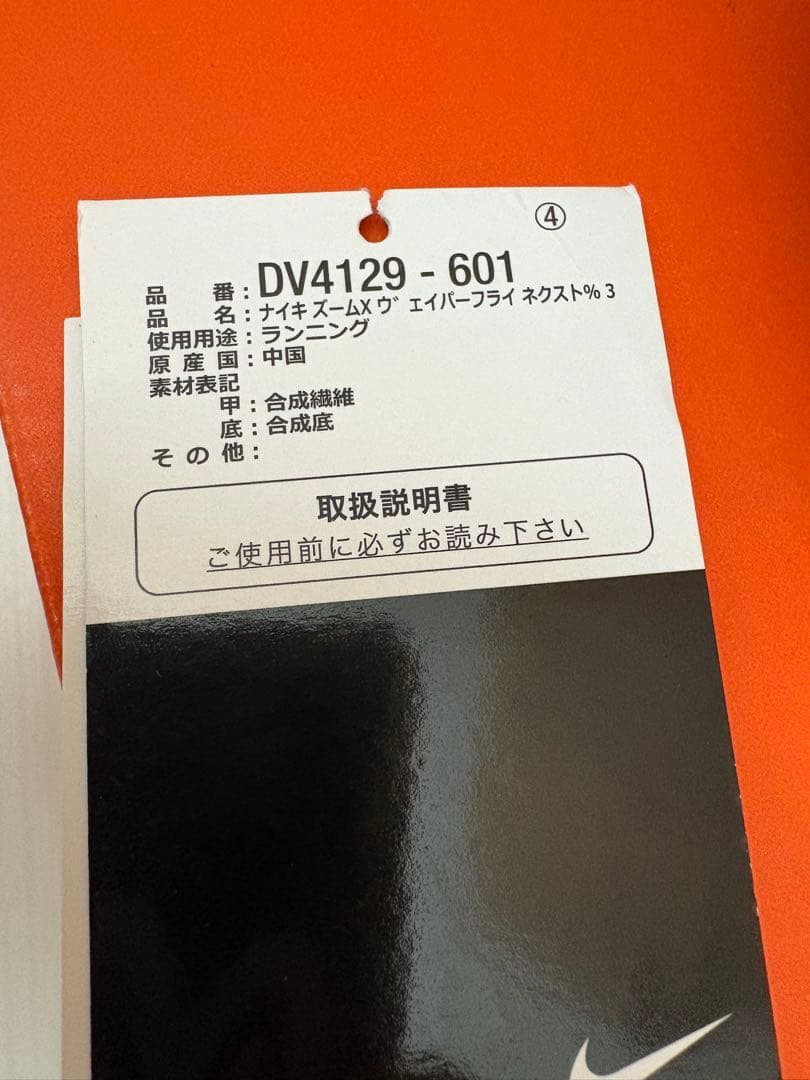 ④
品番：DV4129 - 601
品名：ナイキ ズームX ヴェイパーフライ ネクスト% 3
使用用途：ランニング
原産国：中国
素材表記
甲：合成繊維
底：合成底
その他：
取扱説明書
ご使用前に必ずお読み下さい